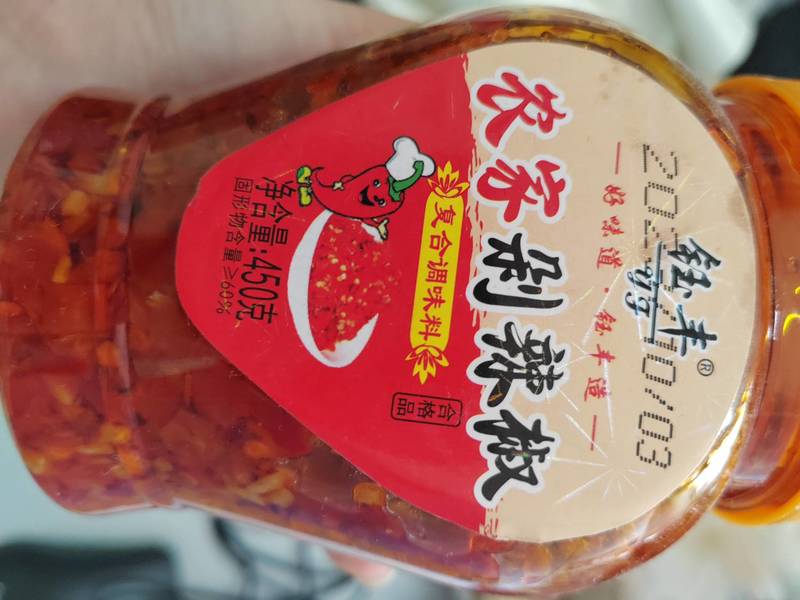 钰丰®
好味道·钰丰道
农家剁辣椒
复合调味料
合格品
净含量:450克
固形物含量≥60%